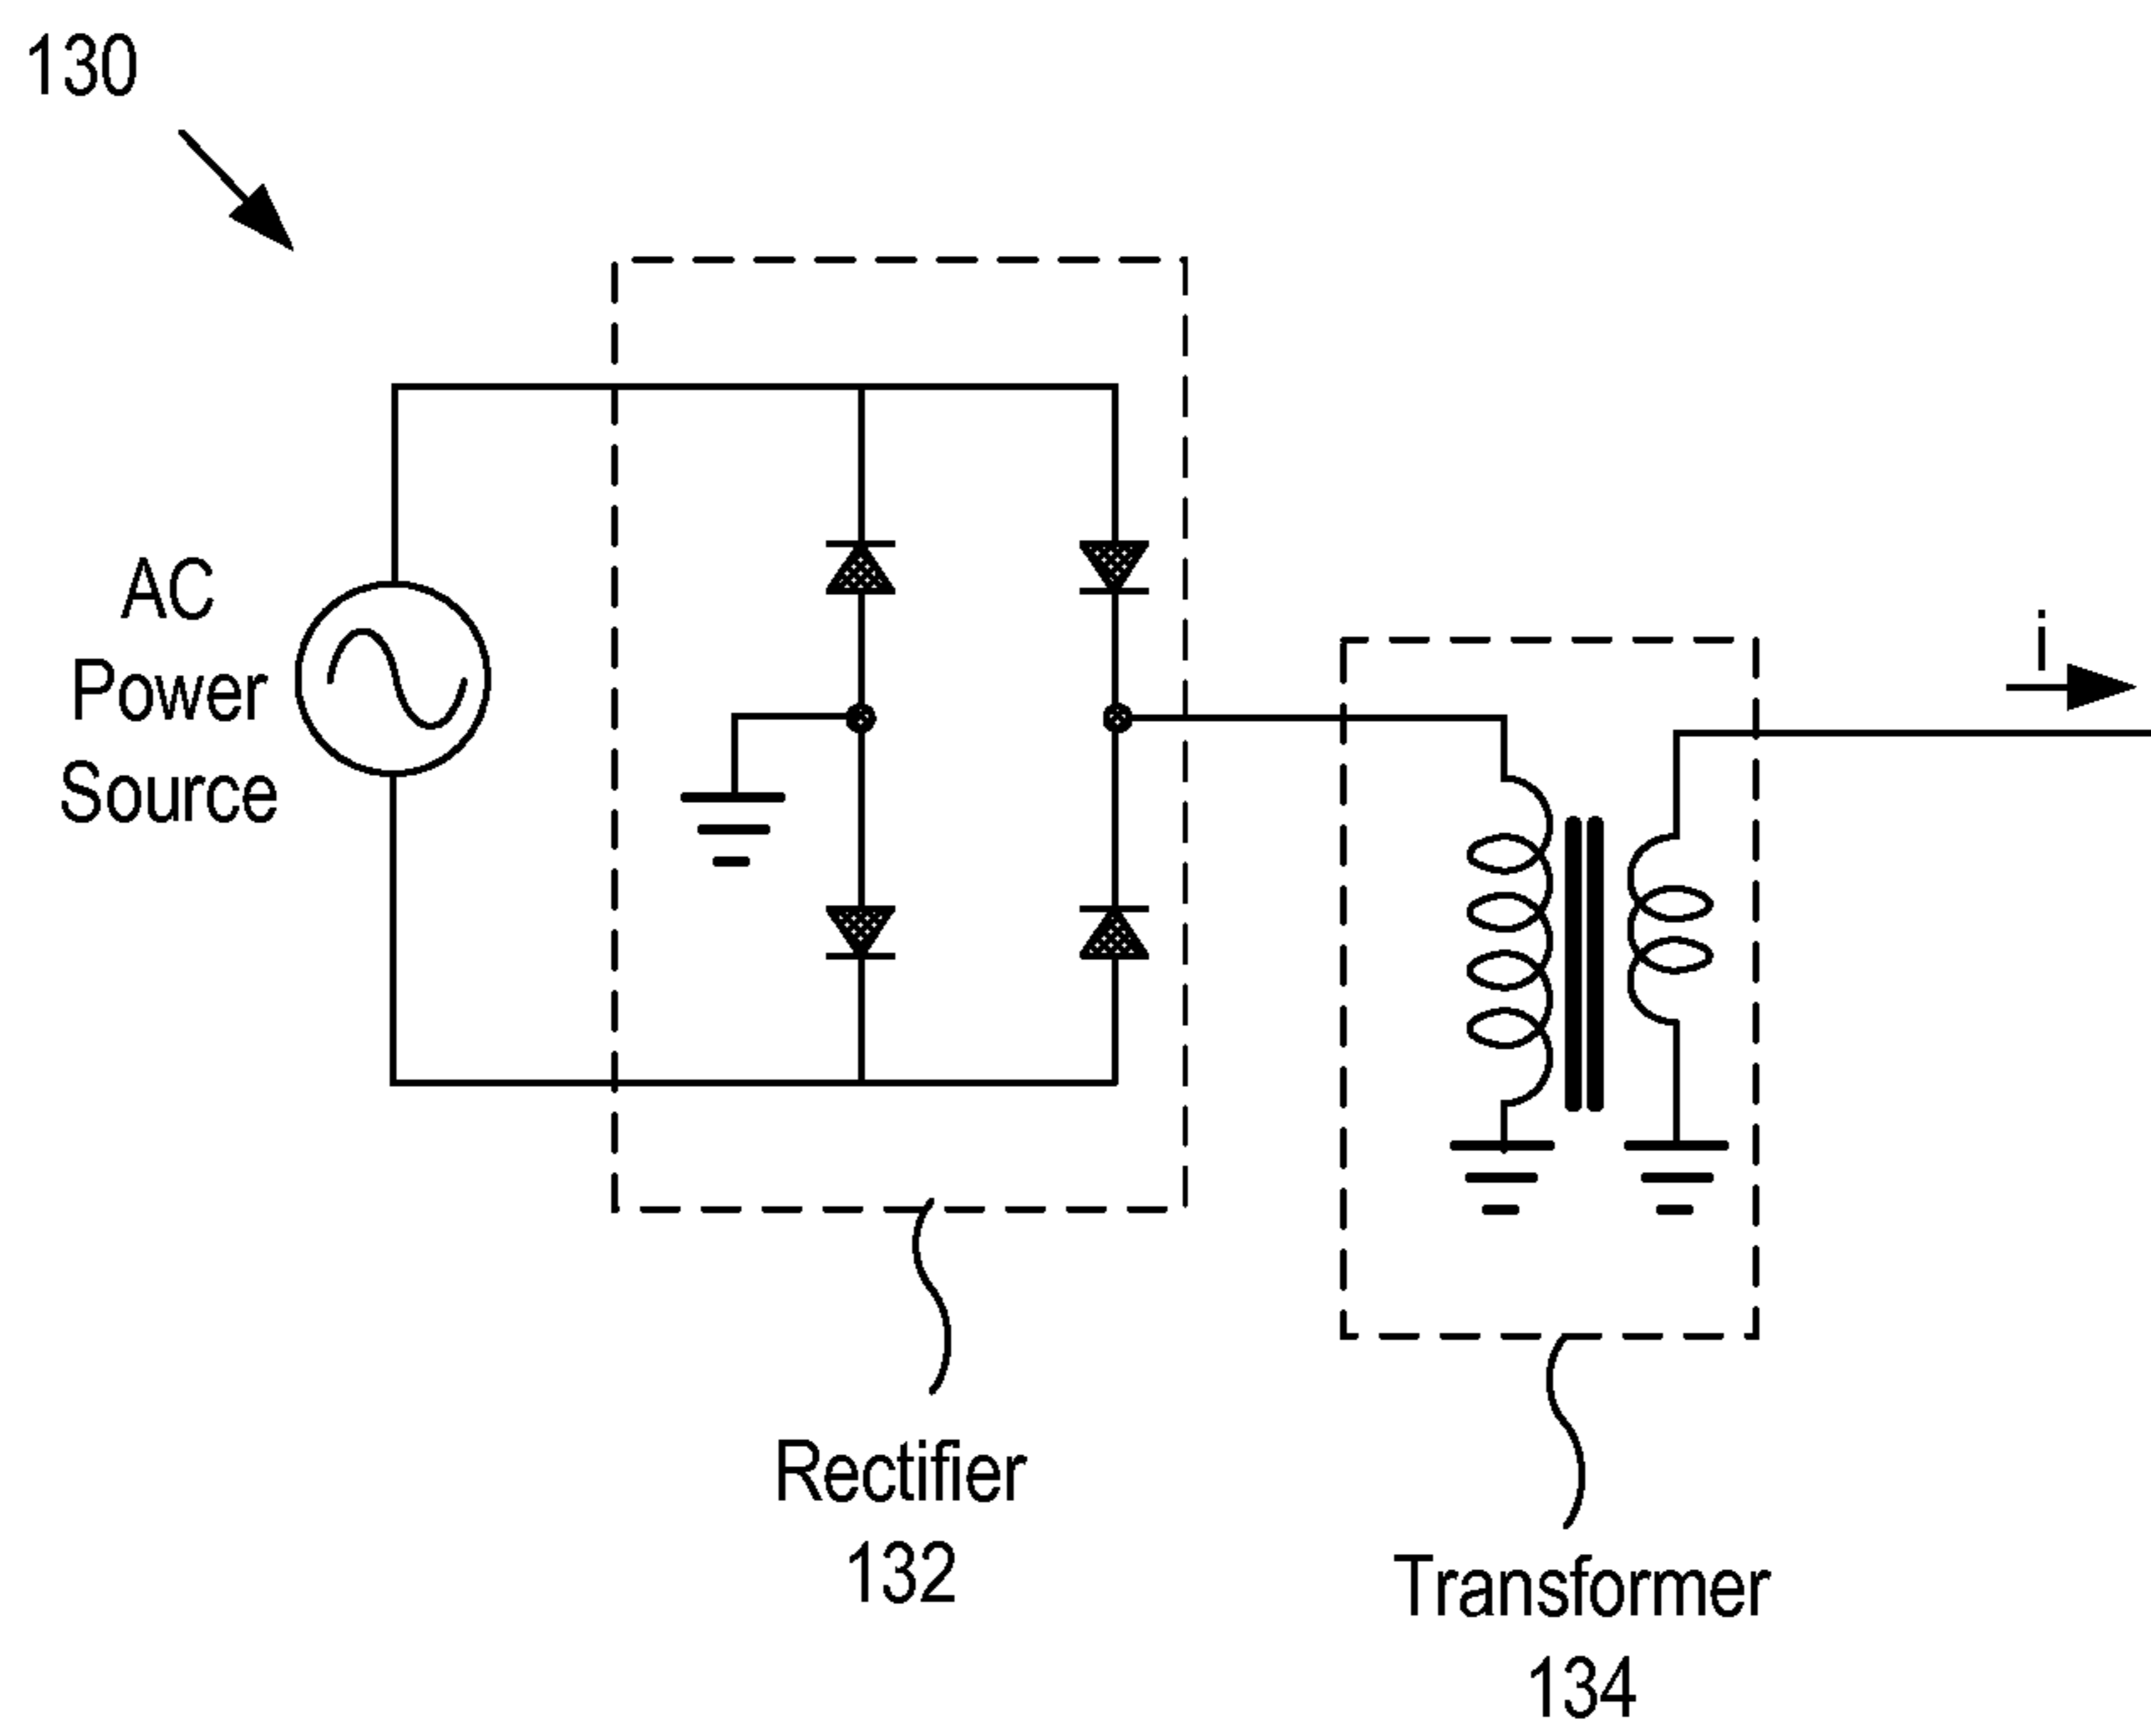 130
AC
Power
Source
i
Rectifier
132
Transformer
134